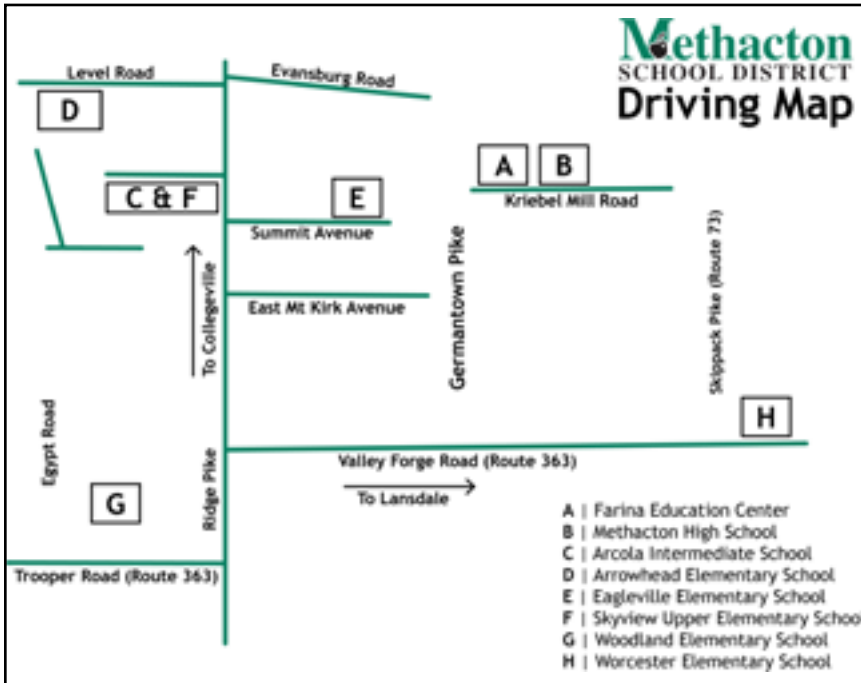 Methacton
SCHOOL DISTRICT
Driving Map
Level Road
Evansburg Road
D
A
B
C & F
E
Kriebel Mill Road
Summit Avenue
To Collegeville
East Mt Kirk Avenue
Germantown Pike
Skippack Pike (Route 73)
H
Egypt Road
Ridge Pike
Valley Forge Road (Route 363)
To Lansdale
G
Trooper Road (Route 363)
A | Farina Education Center
B | Methacton High School
C | Arcola Intermediate School
D | Arrowhead Elementary School
E | Eagleville Elementary School
F | Skyview Upper Elementary School
G | Woodland Elementary School
H | Worcester Elementary School